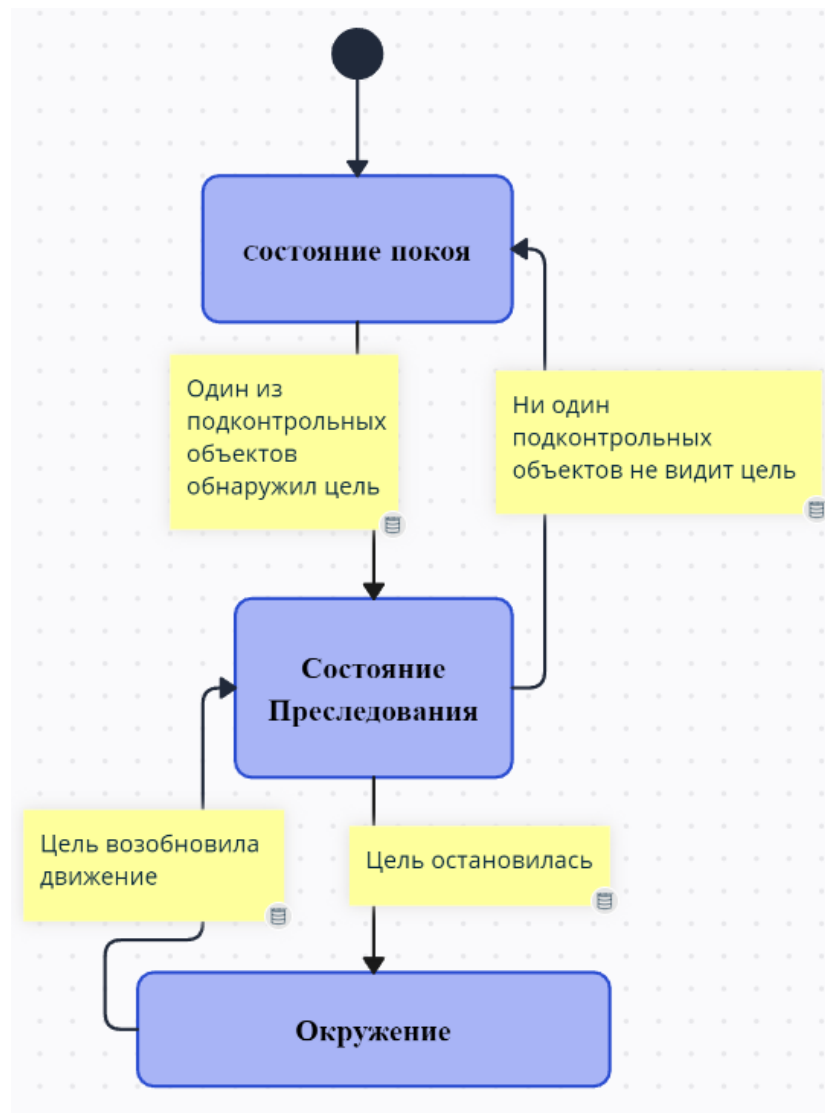 Состояние покоя
Один из
подконтрольных
объектов
обнаружил цель
Ни один
подконтрольных
объектов не видит цель
Состояние
Преследования
Цель возобновила
движение
Цель остановилась
Окружение